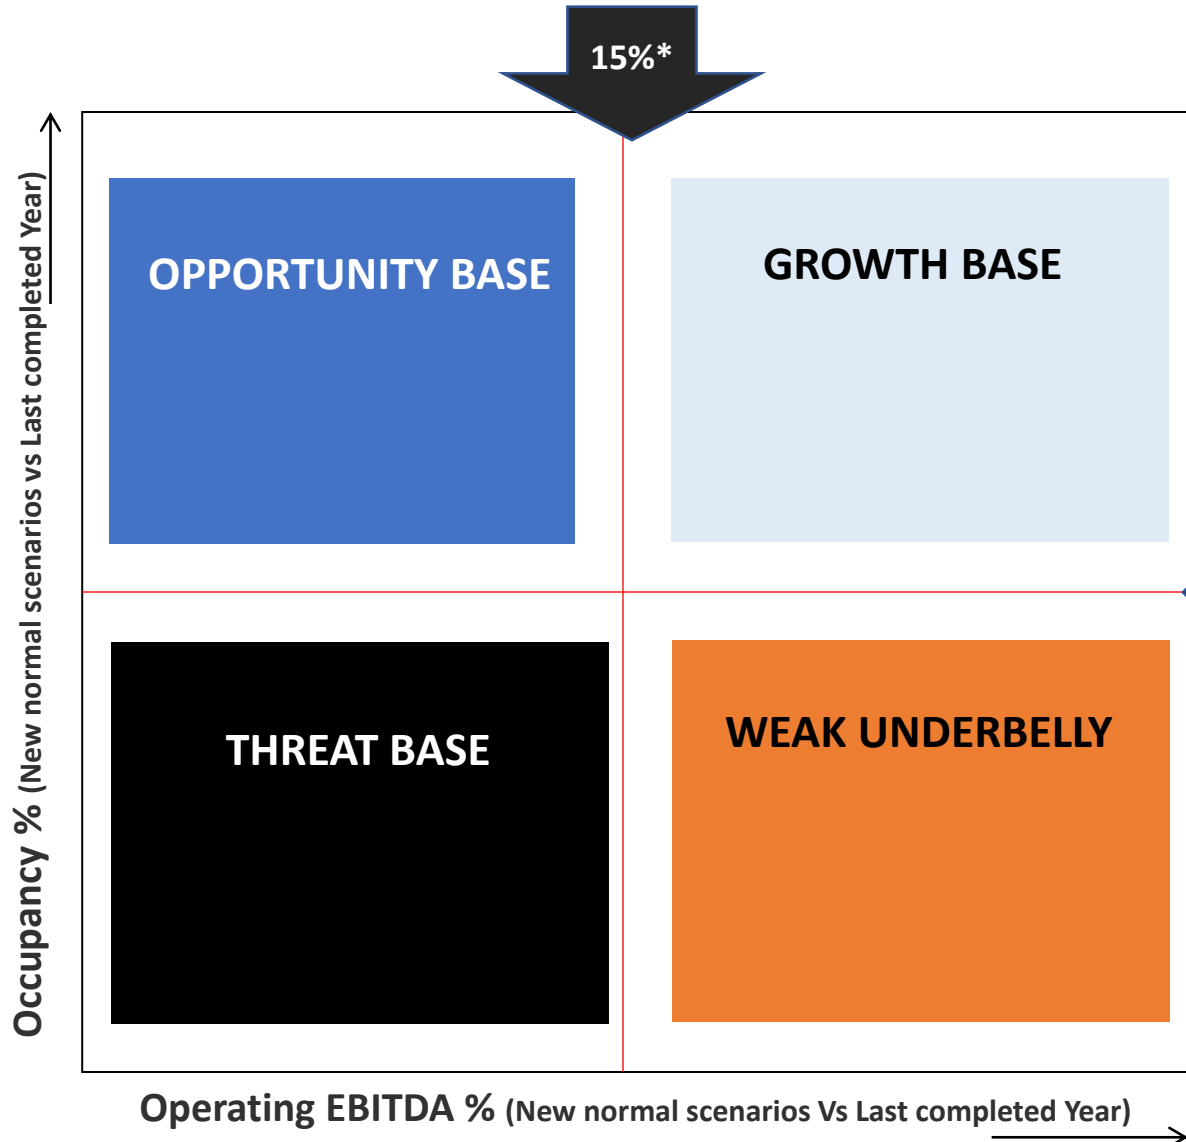 15%*
Occupancy % (New normal scenarios vs Last completed Year)
OPPORTUNITY BASE
GROWTH BASE
THREAT BASE
WEAK UNDERBELLY
Operating EBITDA % (New normal scenarios Vs Last completed Year)